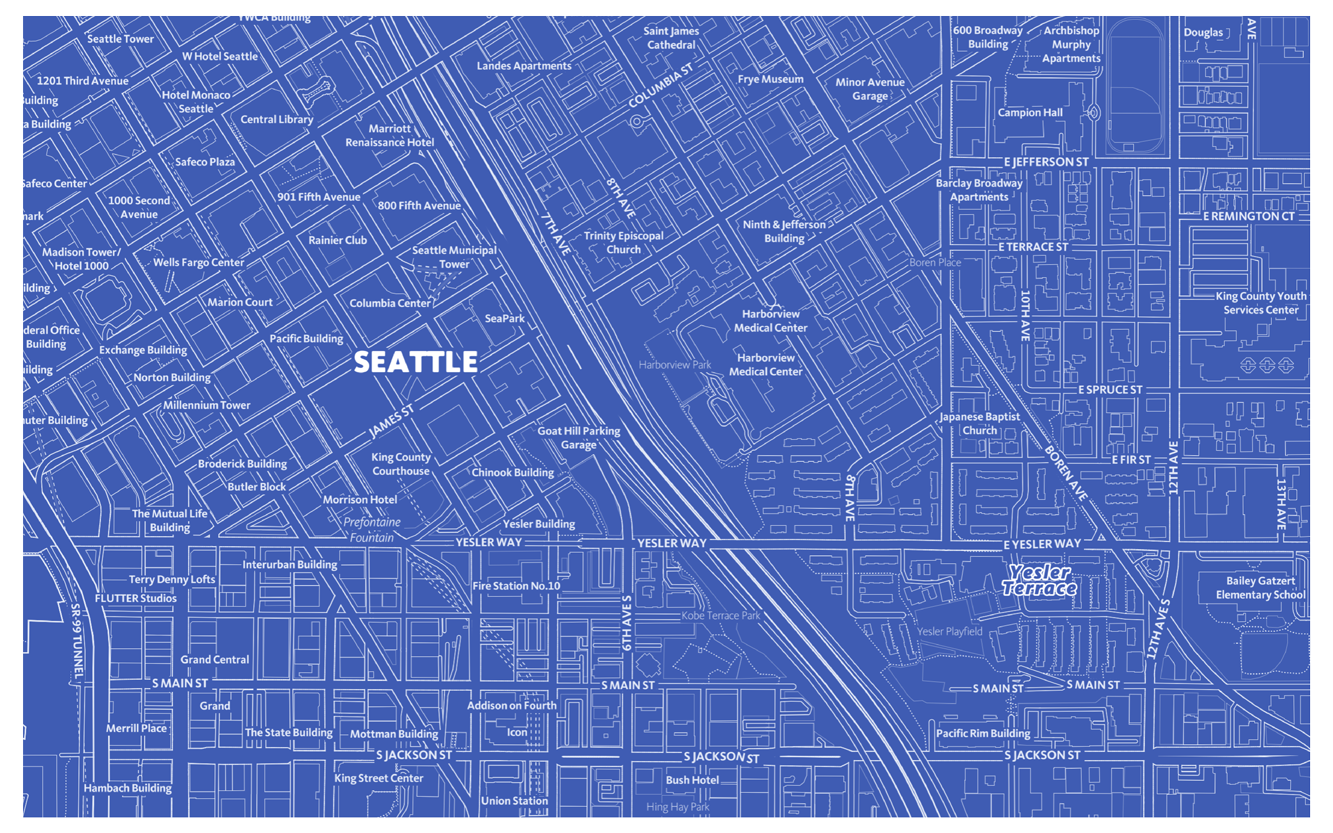 YWCA Building
Seattle Tower
W Hotel Seattle
Landes Apartments
Saint James
Cathedral
COLUMBIA ST
Frye Museum
Minor Avenue
Garage
600 Broadway
Building
Archbishop
Murphy
Apartments
Douglas
AVE
1201 Third Avenue
Building
Hotel Monaco
Seattle
Central Library
Campion Hall
a Building
Marriott
Renaissance Hotel
Safeco Plaza
E JEFFERSON ST
Safeco Center
1000 Second
Avenue
901 Fifth Avenue
800 Fifth Avenue
8TH AVE
7TH AVE
Barclay Broadway
Apartments
E REMINGTON CT
mark
Rainier Club
Trinity Episcopal
Church
Ninth & Jefferson
Building
E TERRACE ST
Madison Tower/
Hotel 1000
Wells Fargo Center
Seattle Municipal
Tower
Boren Place
ilding
Marion Court
Columbia Center
SeaPark
Harborview
Medical Center
10TH AVE
King County Youth
Services Center
deral Office
Building
Exchange Building
Pacific Building
SEATTLE
Harborview Park
Harborview
Medical Center
uilding
Norton Building
Millennium Tower
E SPRUCE ST
uter Building
JAMES ST
Goat Hill Parking
Garage
Japanese Baptist
Church
Broderick Building
King County
Courthouse
Chinook Building
BOREN AVE
E FIR ST
12TH AVE
13TH AVE
Butler Block
Morrison Hotel
8TH AVE
The Mutual Life
Building
Prefontaine
Fountain
Yesler Building
YESLER WAY
YESLER WAY
E YESLER WAY
Interurban Building
Terry Denny Lofts
FLUTTER Studios
Fire Station No.10
Yesler
Terrace
Bailey Gatzert
Elementary School
SR-99 TUNNEL
6TH AVE S
Kobe Terrace Park
Yesler Playfield
12TH AVE S
Grand Central
S MAIN ST
S MAIN ST
S MAIN ST
S MAIN ST
Grand
Addison on Fourth
Merrill Place
The State Building
Mottman Building
Icon
Pacific Rim Building
S JACKSON ST
S JACKSON ST
S JACKSON ST
King Street Center
Bush Hotel
Hambach Building
Union Station
Hing Hay Park